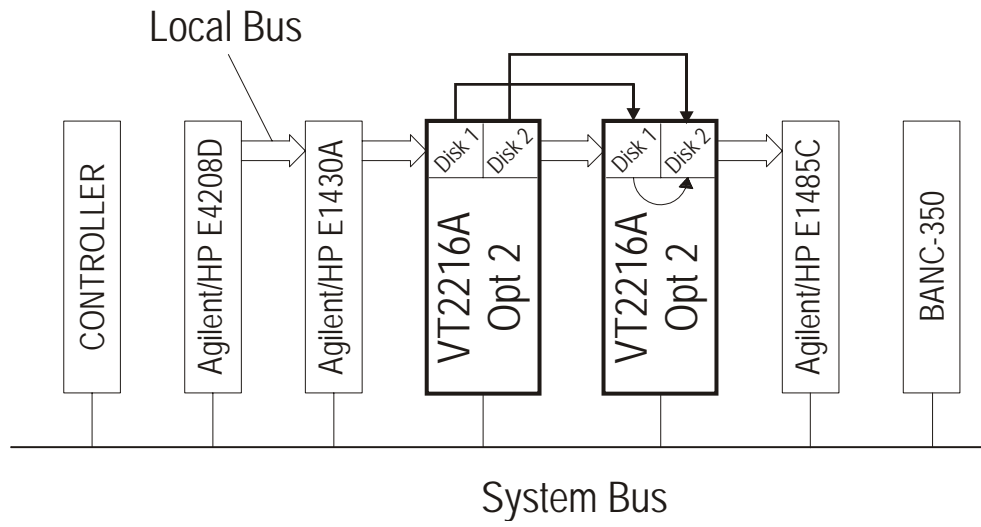 Local Bus
CONTROLLER
Agilent/HP E4208D
Agilent/HP E1430A
Disk 1
Disk 2
VT2216A
Opt 2
Disk 1
Disk 2
VT2216A
Opt 2
Agilent/HP E1485C
BANC-350
System Bus